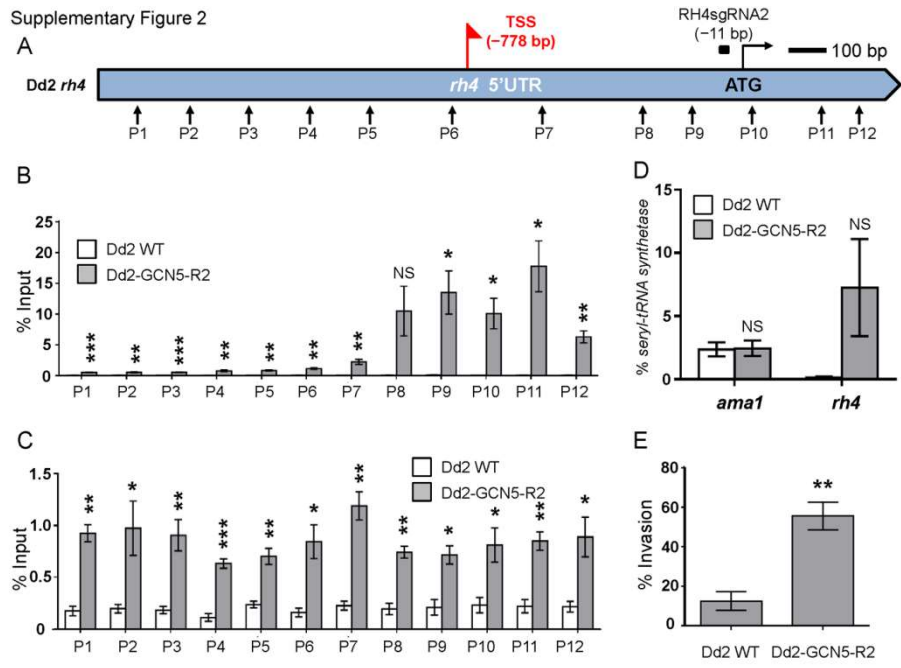 Supplementary Figure 2
A
TSS
(−778 bp)
RH4sgRNA2
(−11 bp)
100 bp
Dd2 rh4
rh4 5'UTR
ATG
P1 P2 P3 P4 P5 P6 P7 P8 P9 P10 P11 P12
B
% Input
25
20
15
10
5
0
Dd2 WT
Dd2-GCN5-R2
*** ** *** ** ** ** ** NS * * * **
P1 P2 P3 P4 P5 P6 P7 P8 P9 P10 P11 P12
C
% Input
1.5
1.0
0.5
0
Dd2 WT
Dd2-GCN5-R2
** * ** *** ** * ** ** * * ** *
P1 P2 P3 P4 P5 P6 P7 P8 P9 P10 P11 P12
D
% seryl-tRNA synthetase
15
10
5
0
Dd2 WT
Dd2-GCN5-R2
NS NS
ama1 rh4
E
% Invasion
80
60
40
20
0
**
Dd2 WT Dd2-GCN5-R2